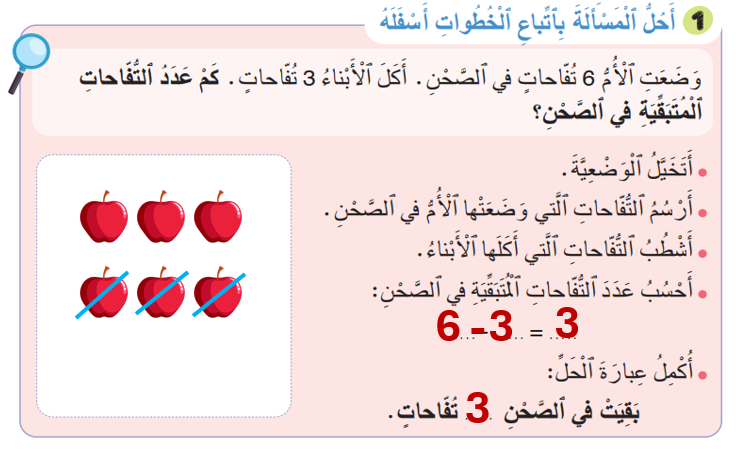 1 أَحُلُّ ٱلْمَسْأَلَةَ بِٱتِّباعِ ٱلْخُطُواتِ أَسْفَلَهُ
وَضَعَتِ ٱلْأُمُّ 6 تُفّاحاتٍ في ٱلصَّحْنِ. أَكَلَ ٱلْأَبْناءُ 3 تُفّاحاتٍ. كَمْ عَدَدُ ٱلتُّفّاحاتِ
ٱلْمُتَبَقِّيَةِ في ٱلصَّحْنِ؟
• أَتَخَيَّلُ ٱلْوَضْعِيَّةَ.
• أَرْسُمُ ٱلتُّفّاحاتِ ٱلَّتي وَضَعَتْها ٱلْأُمُّ في ٱلصَّحْنِ.
• أَشْطُبُ ٱلتُّفّاحاتِ ٱلَّتي أَكَلَها ٱلْأَبْناءُ.
• أَحْسُبُ عَدَدَ ٱلتُّفّاحاتِ ٱلْمُتَبَقِّيَةِ في ٱلصَّحْنِ:
6 - 3 = 3
• أُكْمِلُ عِبارَةَ ٱلْحَلِّ:
بَقِيَتْ في ٱلصَّحْنِ 3 تُفّاحاتٍ.